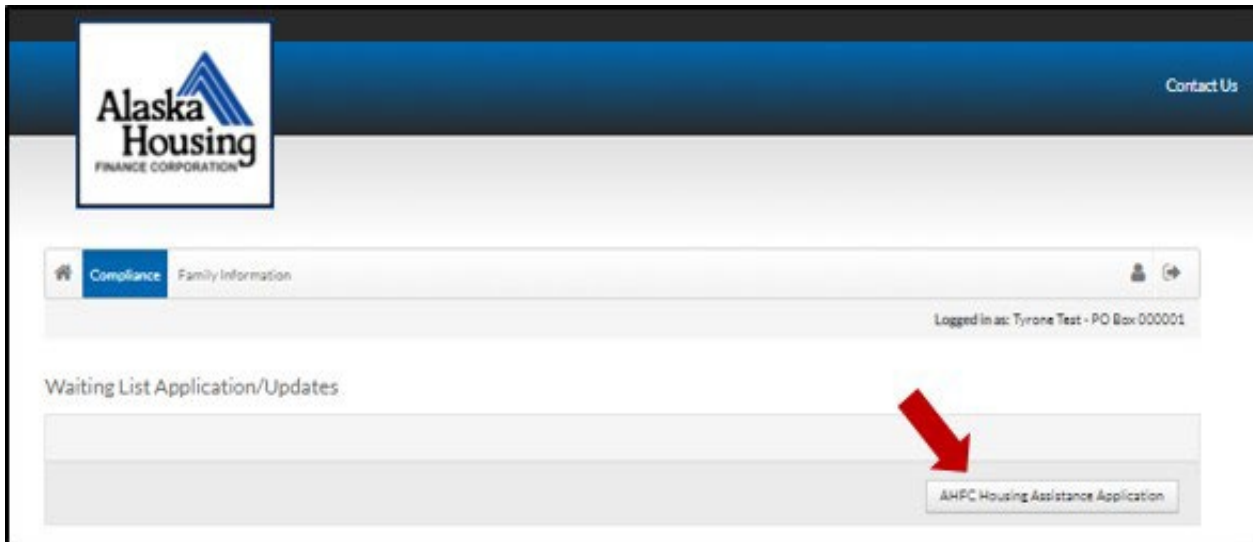 Contact Us
Alaska
Housing
FINANCE CORPORATION
Compliance Family Information
Logged in as: Tyrone Test - PO Box 000001
Waiting List Application/Updates
AHFC Housing Assistance Application